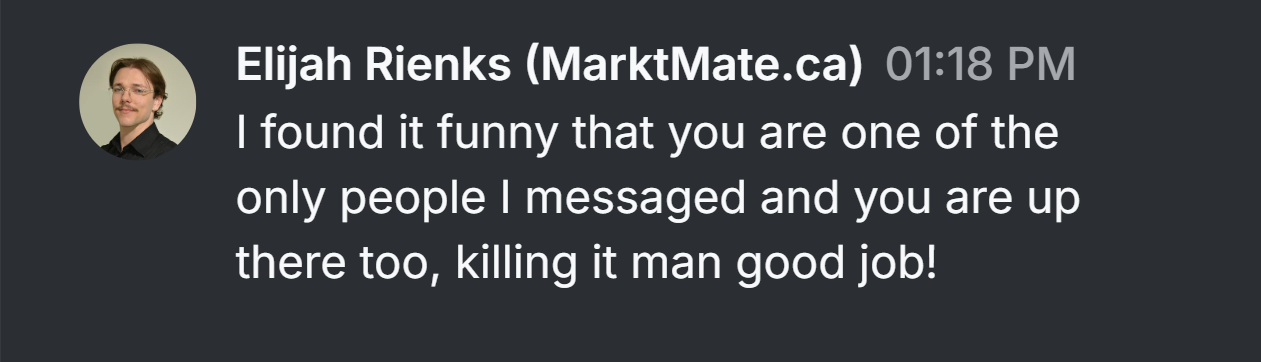 Elijah Rienks (MarktMate.ca) 01:18 PM
I found it funny that you are one of the
only people I messaged and you are up
there too, killing it man good job!